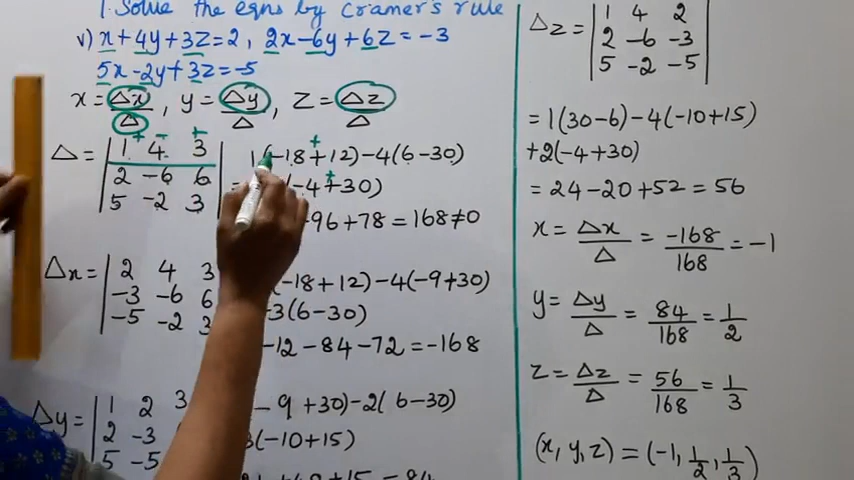 1. Solve the eqns by Cramer's rule
v) x+4y+3z=2, 2x-6y+6z=-3
5x-2y+3z=-5
x = Δx/Δ, y = Δy/Δ, z = Δz/Δ
Δ = | 1 4 3 | 1(-18+12)-4(6-30)
| 2 -6 6 | (-4+30)
| 5 -2 3 | -96+78=168≠0
Δx = | 2 4 3 (-18+12)-4(-9+30)
| -3 -6 6 -3(6-30)
| -5 -2 3 -12-84-72=-168
Δy = | 1 2 3 -9+30)-2(6-30)
| 2 -3 (-10+15)
| 5 -5
Δz = | 1 4 2 |
| 2 -6 -3 |
| 5 -2 -5 |
=1(30-6)-4(-10+15)
+2(-4+30)
=24-20+52=56
x = Δx/Δ = -168/168 = -1
y = Δy/Δ = 84/168 = 1/2
z = Δz/Δ = 56/168 = 1/3
(x,y,z) = (-1, 1/2, 1/3)